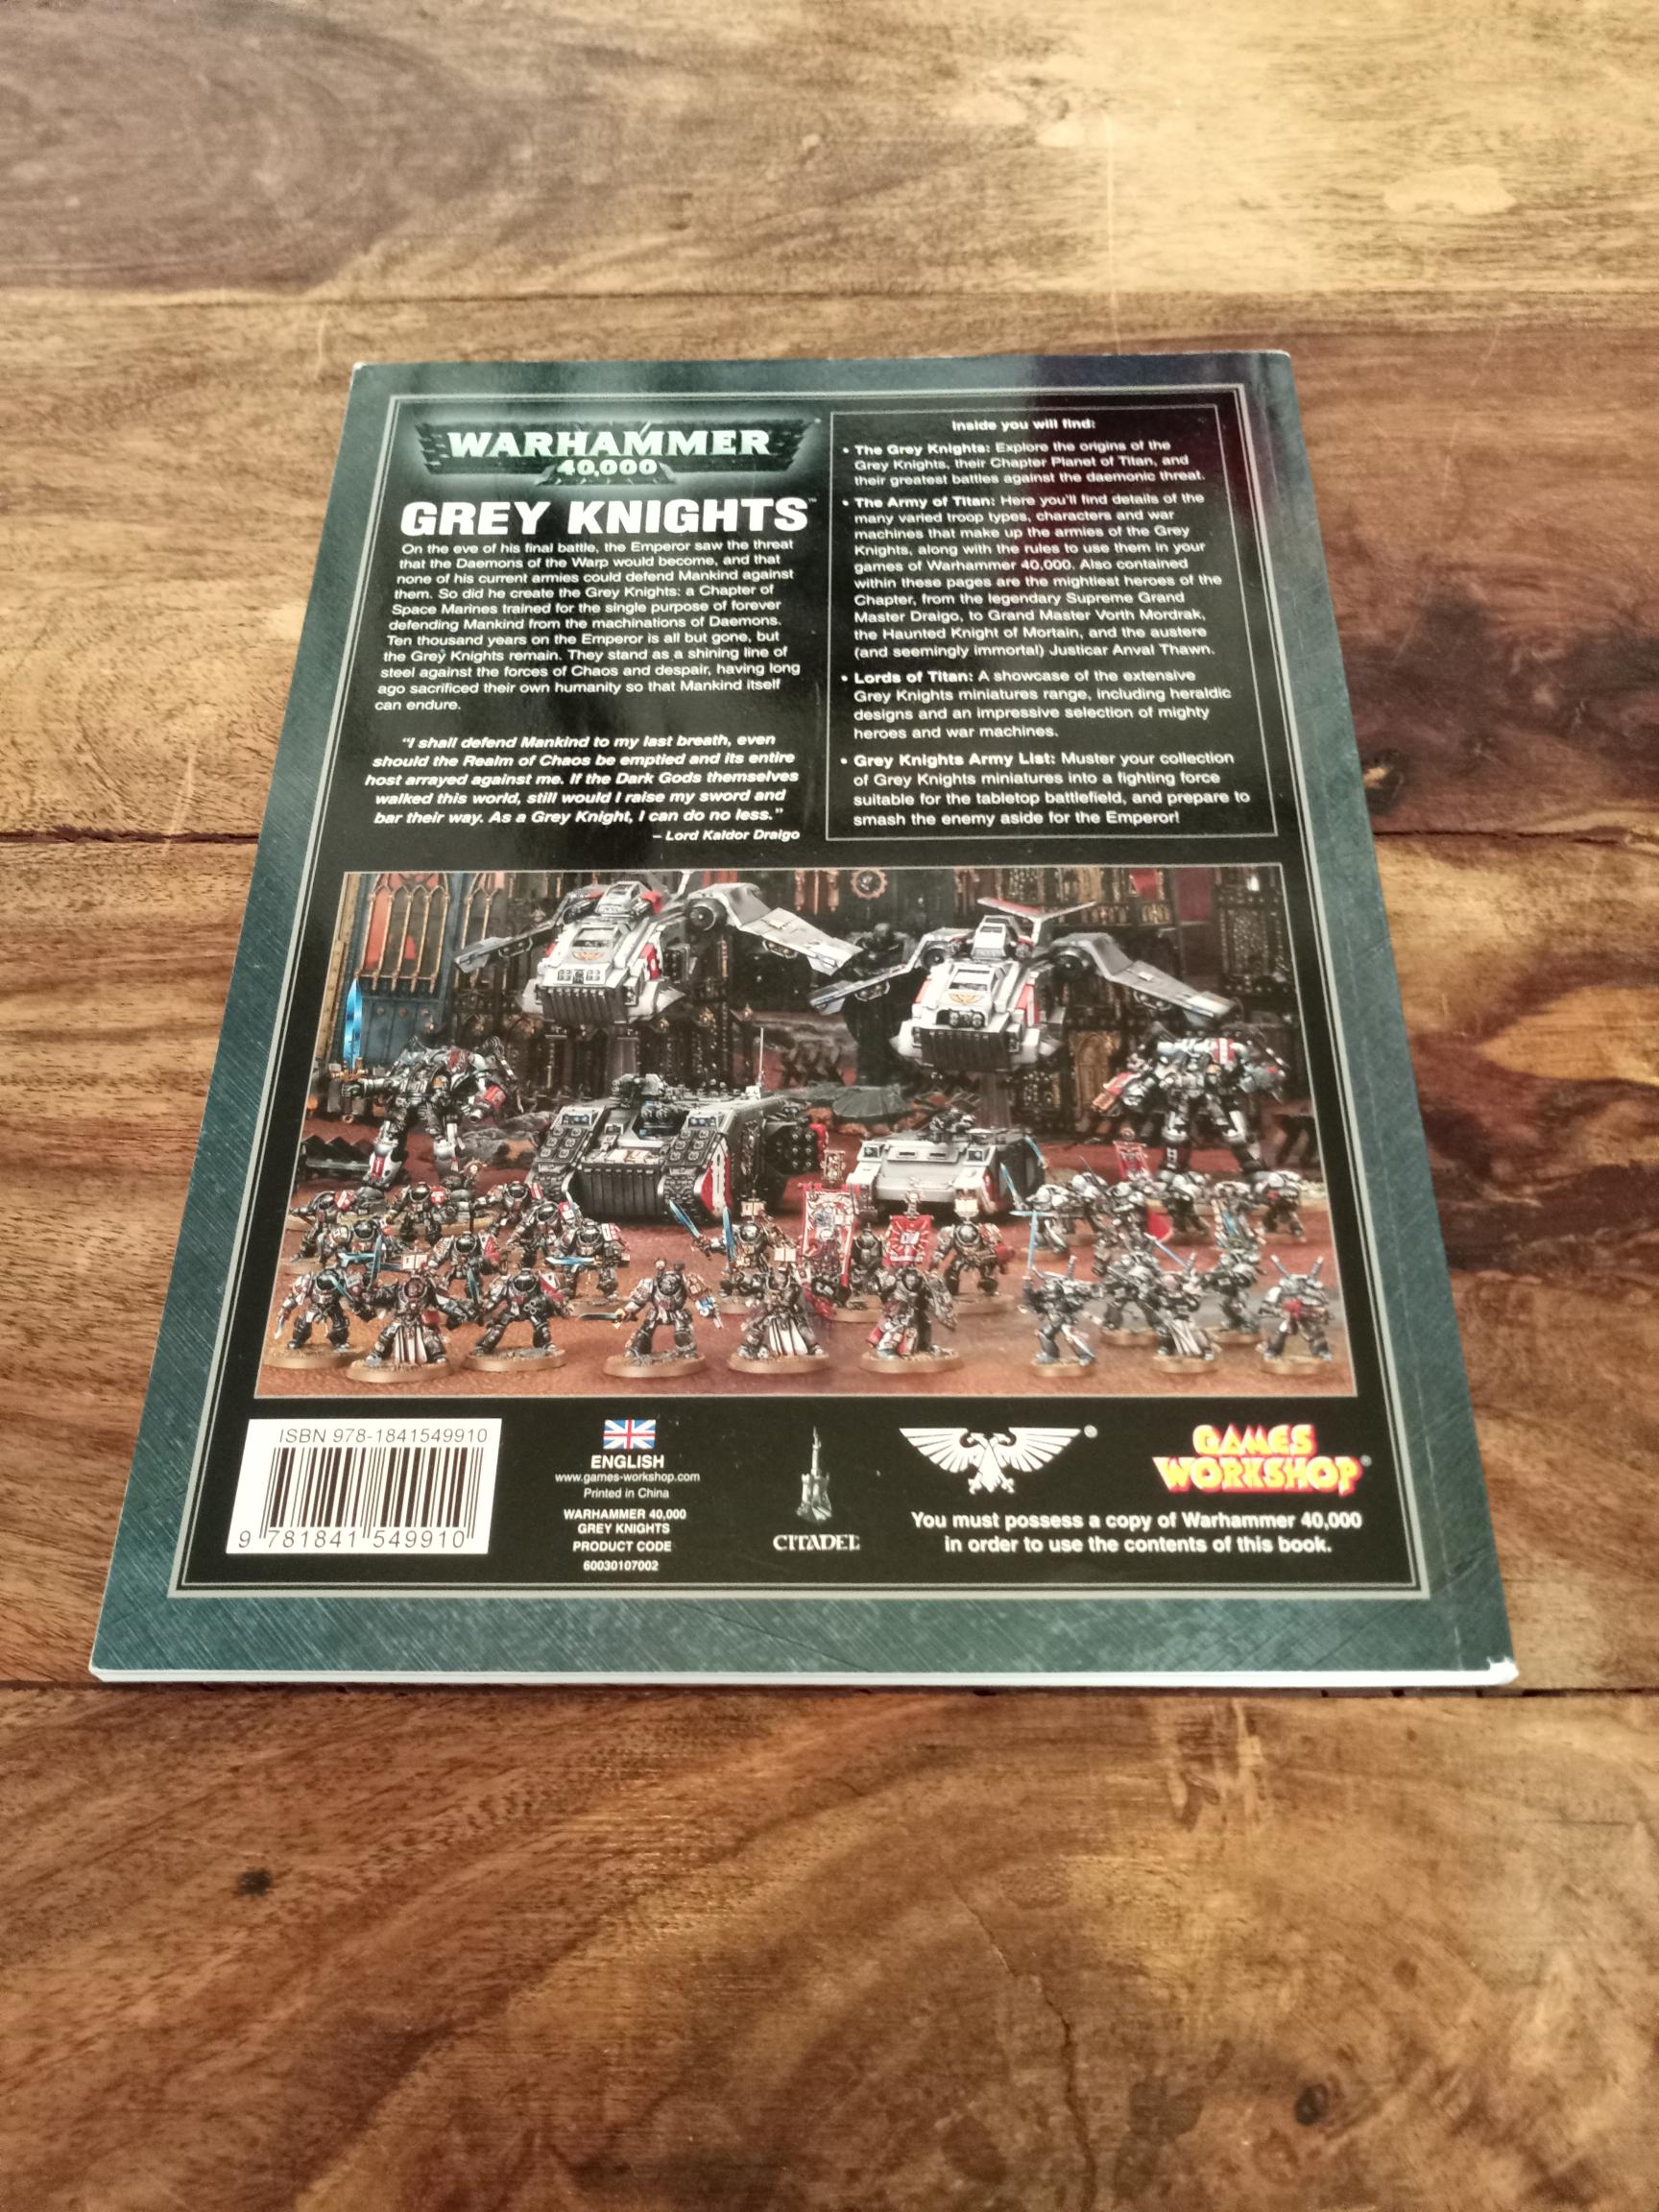 WARHAMMER
40,000
GREY KNIGHTS™
On the eve of his final battle, the Emperor saw the threat
that the Daemons of the Warp would become, and that
none of his current armies could defend Mankind against
them. So did he create the Grey Knights: a Chapter of
Space Marines trained for the single purpose of forever
defending Mankind from the machinations of Daemons.
Ten thousand years on the Emperor is all but gone, but
the Grey Knights remain. They stand as a shining line of
steel against the forces of Chaos and despair, having long
ago sacrificed their own humanity so that Mankind itself
can endure.
"I shall defend Mankind to my last breath, even
should the Realm of Chaos be emptied and its entire
host arrayed against me. If the Dark Gods themselves
walked this world, still would I raise my sword and
bar their way. As a Grey Knight, I can do no less."
– Lord Kaldor Draigo
Inside you will find:
• The Grey Knights: Explore the origins of the
Grey Knights, their Chapter Planet of Titan, and
their greatest battles against the daemonic threat.
• The Army of Titan: Here you'll find details of the
many varied troop types, characters and war
machines that make up the armies of the Grey
Knights, along with the rules to use them in your
games of Warhammer 40,000. Also contained
within these pages are the mightiest heroes of the
Chapter, from the legendary Supreme Grand
Master Draigo, to Grand Master Vorth Mordrak,
the Haunted Knight of Mortain, and the austere
(and seemingly immortal) Justicar Anval Thawn.
• Lords of Titan: A showcase of the extensive
Grey Knights miniatures range, including heraldic
designs and an impressive selection of mighty
heroes and war machines.
• Grey Knights Army List: Muster your collection
of Grey Knights miniatures into a fighting force
suitable for the tabletop battlefield, and prepare to
smash the enemy aside for the Emperor!
ISBN 978-1841549910
9 781841 549910
ENGLISH
www.games-workshop.com
Printed in China
WARHAMMER 40,000
GREY KNIGHTS
PRODUCT CODE
60030107002
CITADEL
®
GAMES
WORKSHOP®
You must possess a copy of Warhammer 40,000
in order to use the contents of this book.